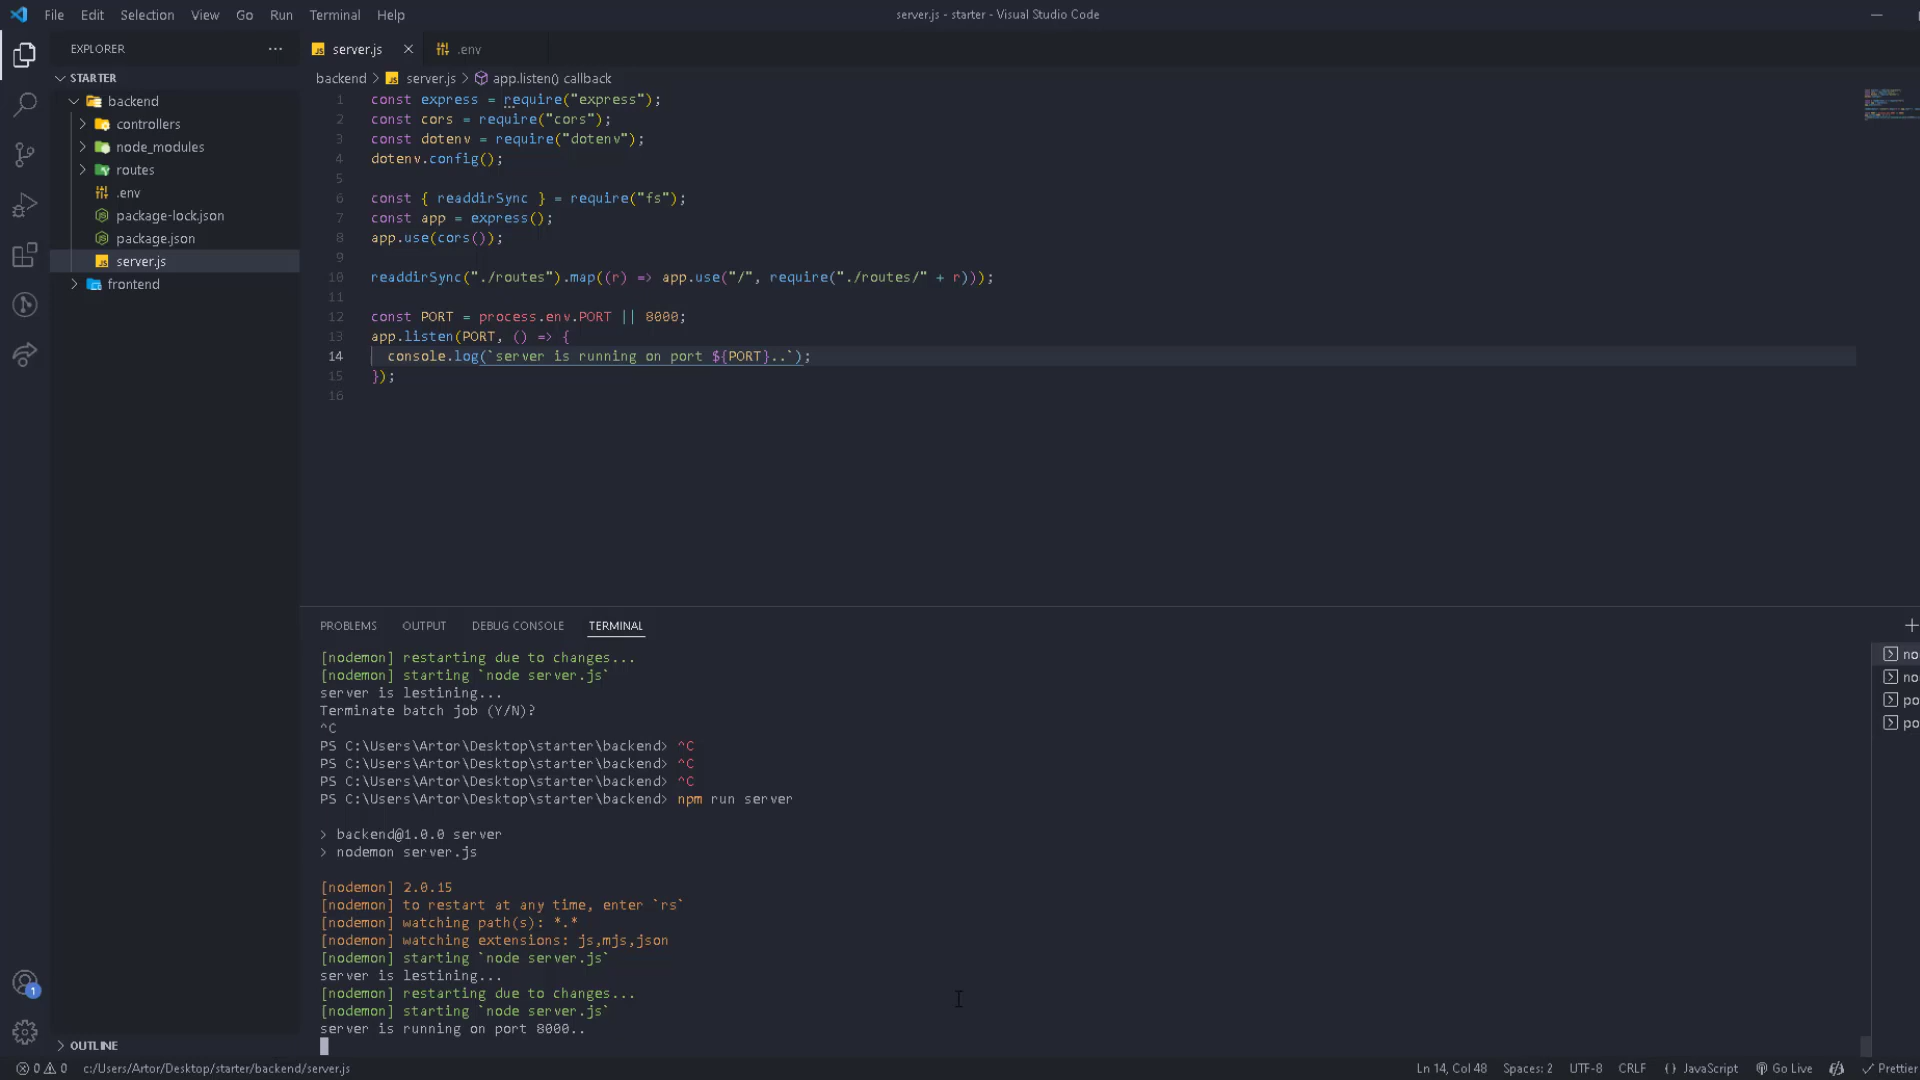 File Edit Selection View Go Run Terminal Help
server.js - starter - Visual Studio Code
EXPLORER
STARTER
backend
controllers
node_modules
routes
.env
package-lock.json
package.json
server.js
frontend
OUTLINE
server.js
.env
backend > server.js > app.listen() callback
1 const express = require("express");
2 const cors = require("cors");
3 const dotenv = require("dotenv");
4 dotenv.config();
5
6 const { readdirSync } = require("fs");
7 const app = express();
8 app.use(cors());
9
10 readdirSync("./routes").map((r) => app.use("/", require("./routes/" + r)));
11
12 const PORT = process.env.PORT || 8000;
13 app.listen(PORT, () => {
14 console.log(`server is running on port ${PORT}..`);
15 });
16
PROBLEMS OUTPUT DEBUG CONSOLE TERMINAL
[nodemon] restarting due to changes...
[nodemon] starting `node server.js`
server is lestining...
Terminate batch job (Y/N)?
^C
PS C:\Users\Artor\Desktop\starter\backend> ^C
PS C:\Users\Artor\Desktop\starter\backend> ^C
PS C:\Users\Artor\Desktop\starter\backend> ^C
PS C:\Users\Artor\Desktop\starter\backend> npm run server
> backend@1.0.0 server
> nodemon server.js
[nodemon] 2.0.15
[nodemon] to restart at any time, enter `rs`
[nodemon] watching path(s): *.*
[nodemon] watching extensions: js,mjs,json
[nodemon] starting `node server.js`
server is lestining...
[nodemon] restarting due to changes...
[nodemon] starting `node server.js`
server is running on port 8000..
no
no
po
po
1
0 0 c:/Users/Artor/Desktop/starter/backend/server.js
Ln 14, Col 48 Spaces: 2 UTF-8 CRLF {} JavaScript Go Live Prettier